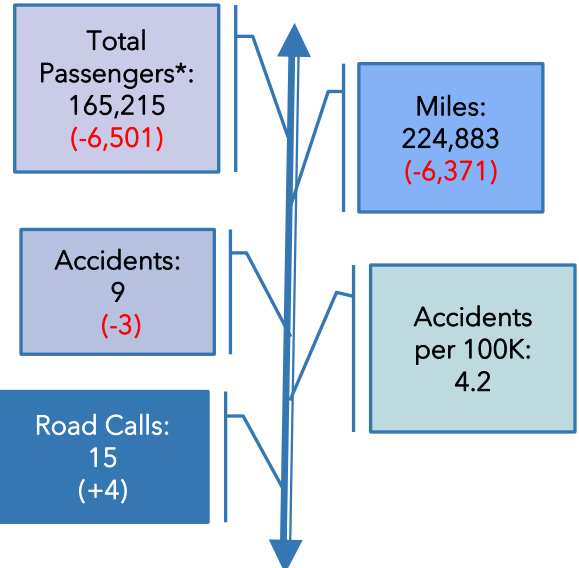 Total
Passengers*:
165,215
(-6,501)
Miles:
224,883
(-6,371)
Accidents:
9
(-3)
Accidents
per 100K:
4.2
Road Calls:
15
(+4)